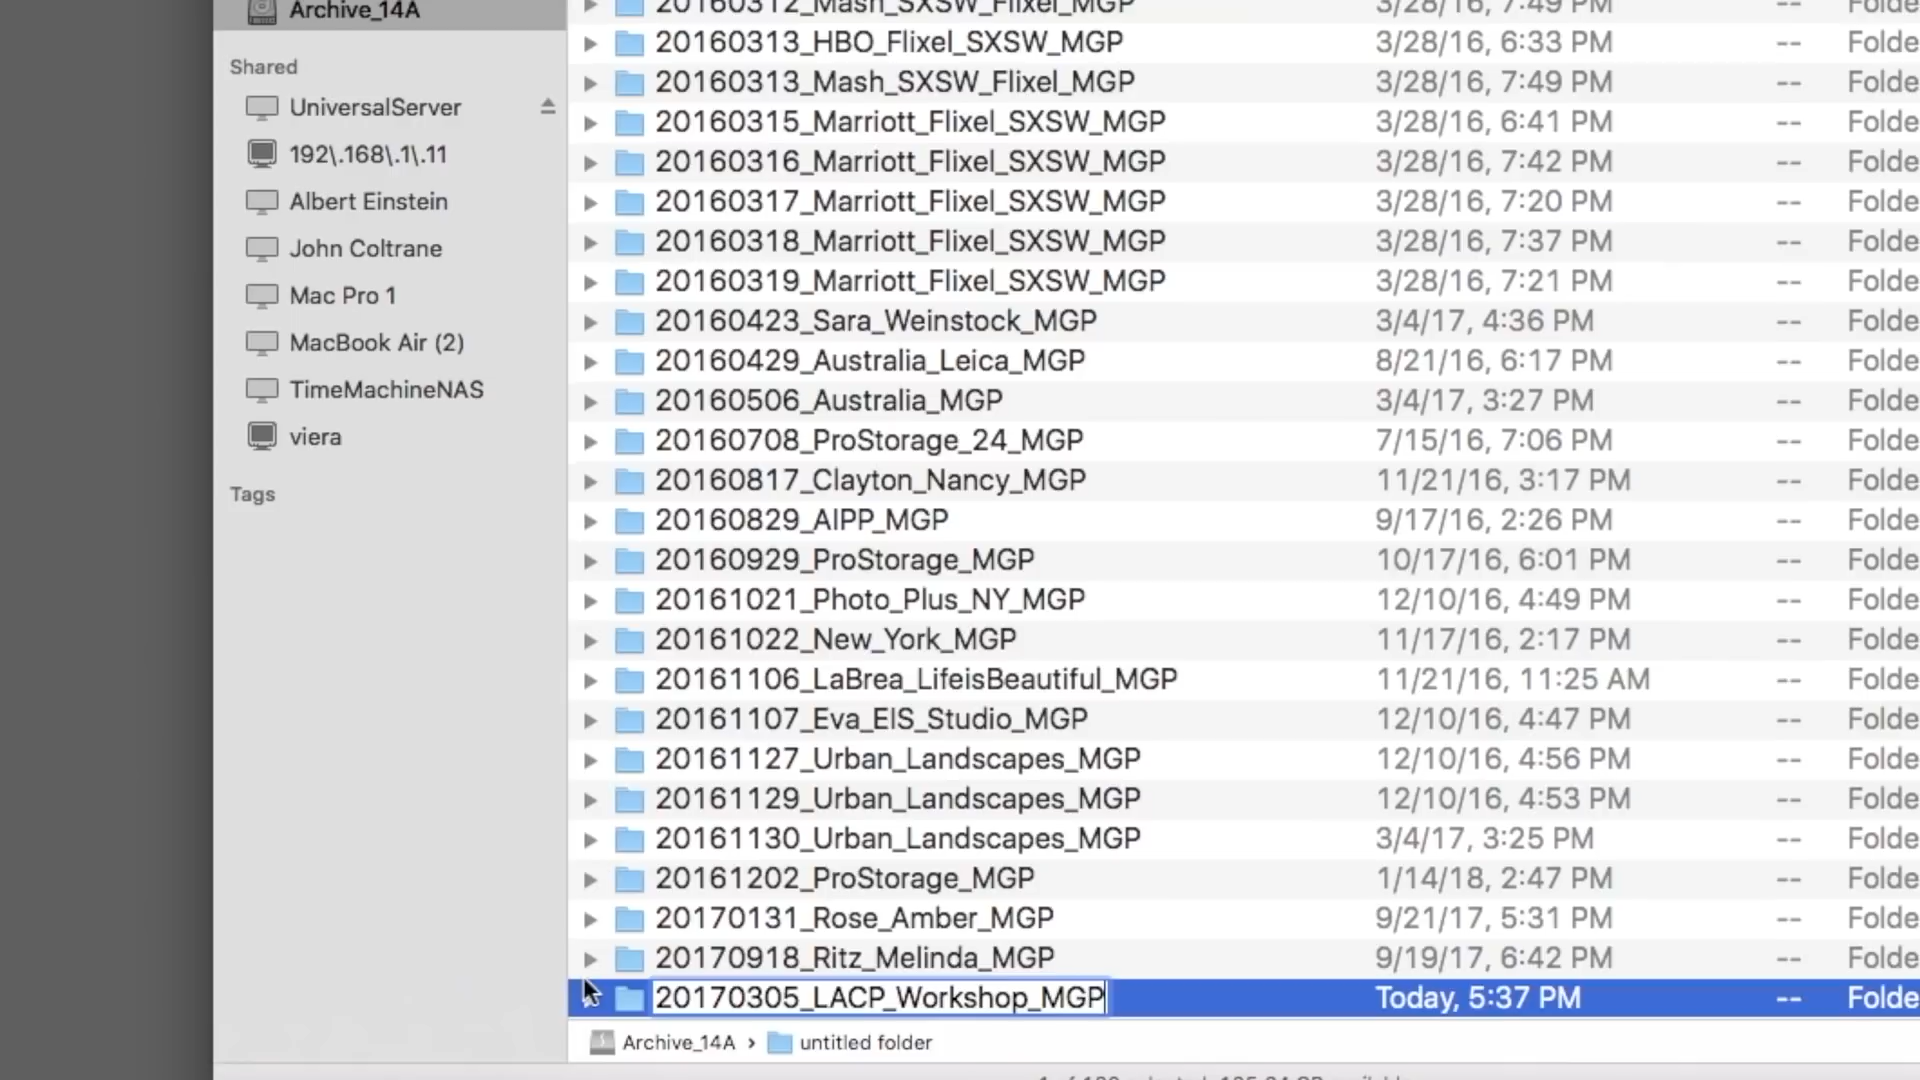 Archive_14A
Shared
UniversalServer
192\.168\.1\.11
Albert Einstein
John Coltrane
Mac Pro 1
MacBook Air (2)
TimeMachineNAS
viera
Tags
20160312_Mash_SXSW_Flixel_MGP 3/28/16, 7:49 PM -- Folde
20160313_HBO_Flixel_SXSW_MGP 3/28/16, 6:33 PM -- Folde
20160313_Mash_SXSW_Flixel_MGP 3/28/16, 7:49 PM -- Folde
20160315_Marriott_Flixel_SXSW_MGP 3/28/16, 6:41 PM -- Folde
20160316_Marriott_Flixel_SXSW_MGP 3/28/16, 7:42 PM -- Folde
20160317_Marriott_Flixel_SXSW_MGP 3/28/16, 7:20 PM -- Folde
20160318_Marriott_Flixel_SXSW_MGP 3/28/16, 7:37 PM -- Folde
20160319_Marriott_Flixel_SXSW_MGP 3/28/16, 7:21 PM -- Folde
20160423_Sara_Weinstock_MGP 3/4/17, 4:36 PM -- Folde
20160429_Australia_Leica_MGP 8/21/16, 6:17 PM -- Folde
20160506_Australia_MGP 3/4/17, 3:27 PM -- Folde
20160708_ProStorage_24_MGP 7/15/16, 7:06 PM -- Folde
20160817_Clayton_Nancy_MGP 11/21/16, 3:17 PM -- Folde
20160829_AIPP_MGP 9/17/16, 2:26 PM -- Folde
20160929_ProStorage_MGP 10/17/16, 6:01 PM -- Folde
20161021_Photo_Plus_NY_MGP 12/10/16, 4:49 PM -- Folde
20161022_New_York_MGP 11/17/16, 2:17 PM -- Folde
20161106_LaBrea_LifeisBeautiful_MGP 11/21/16, 11:25 AM -- Folde
20161107_Eva_EIS_Studio_MGP 12/10/16, 4:47 PM -- Folde
20161127_Urban_Landscapes_MGP 12/10/16, 4:56 PM -- Folde
20161129_Urban_Landscapes_MGP 12/10/16, 4:53 PM -- Folde
20161130_Urban_Landscapes_MGP 3/4/17, 3:25 PM -- Folde
20161202_ProStorage_MGP 1/14/18, 2:47 PM -- Folde
20170131_Rose_Amber_MGP 9/21/17, 5:31 PM -- Folde
20170918_Ritz_Melinda_MGP 9/19/17, 6:42 PM -- Folde
20170305_LACP_Workshop_MGP Today, 5:37 PM -- Folde
Archive_14A › untitled folder